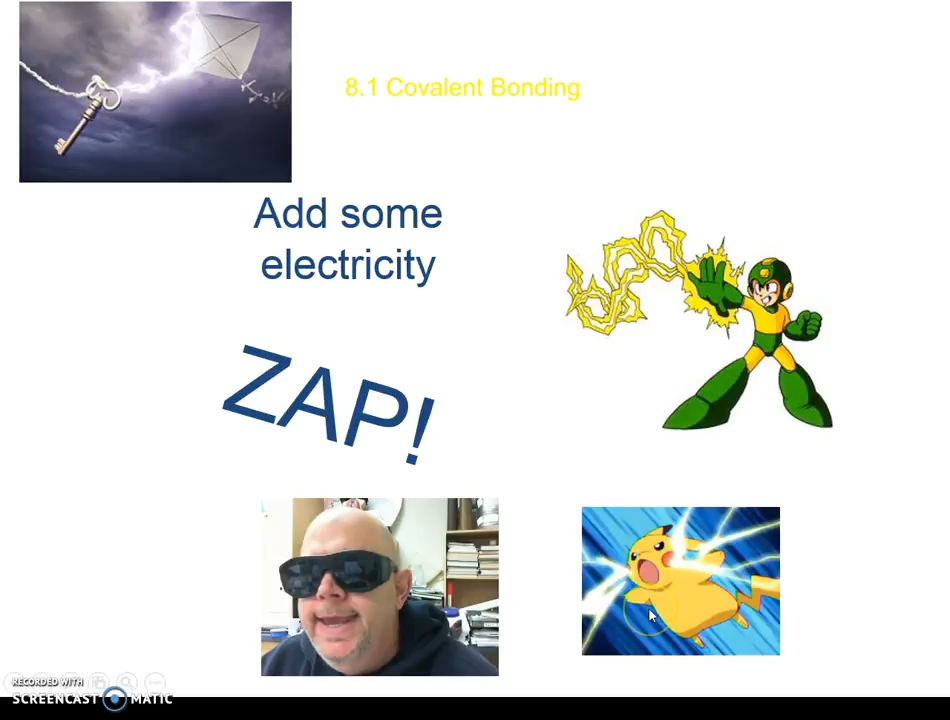 8.1 Covalent Bonding
Add some
electricity
ZAP!
RECORDED WITH
SCREENCAST MATIC